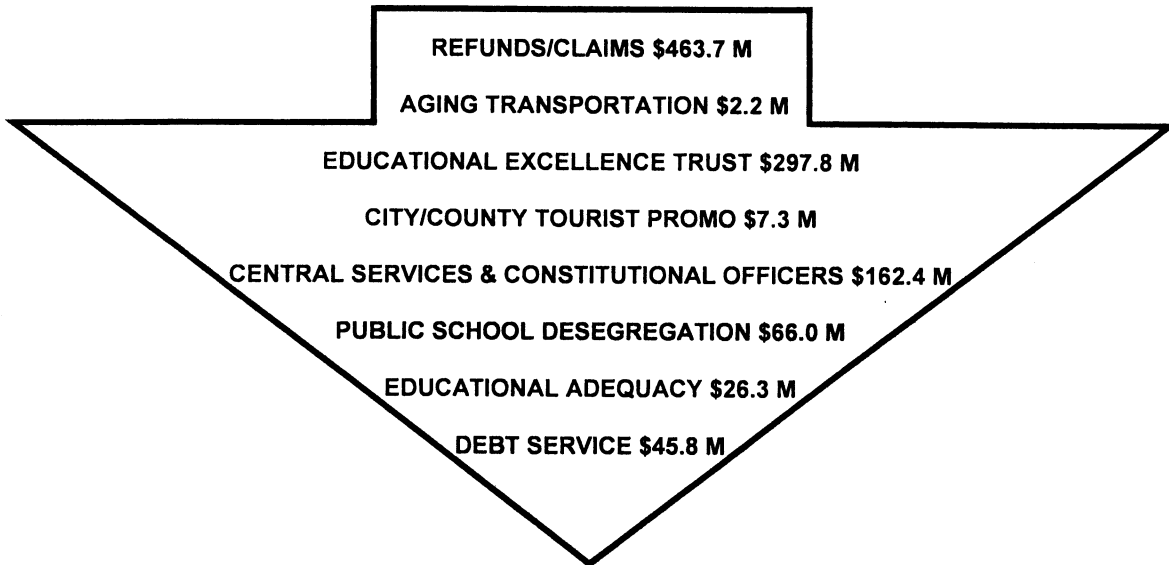 REFUNDS/CLAIMS $463.7 M
AGING TRANSPORTATION $2.2 M
EDUCATIONAL EXCELLENCE TRUST $297.8 M
CITY/COUNTY TOURIST PROMO $7.3 M
CENTRAL SERVICES & CONSTITUTIONAL OFFICERS $162.4 M
PUBLIC SCHOOL DESEGREGATION $66.0 M
EDUCATIONAL ADEQUACY $26.3 M
DEBT SERVICE $45.8 M